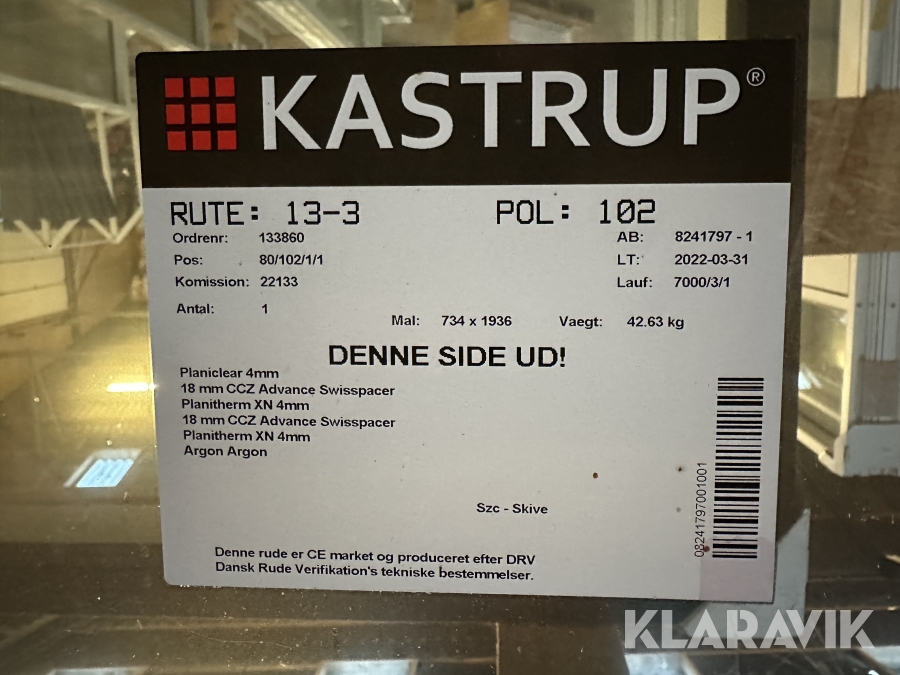 KASTRUP®
RUTE: 13-3 POL: 102
Ordrenr: 133860 AB: 8241797 - 1
Pos: 80/102/1/1 LT: 2022-03-31
Komission: 22133 Lauf: 7000/3/1
Antal: 1
Mal: 734 x 1936 Vaegt: 42.63 kg
DENNE SIDE UD!
Planiclear 4mm
18 mm CCZ Advance Swisspacer
Planitherm XN 4mm
18 mm CCZ Advance Swisspacer
Planitherm XN 4mm
Argon Argon
08241797001001
Szc - Skive
Denne rude er CE market og produceret efter DRV
Dansk Rude Verifikation's tekniske bestemmelser.
KLARAVIK